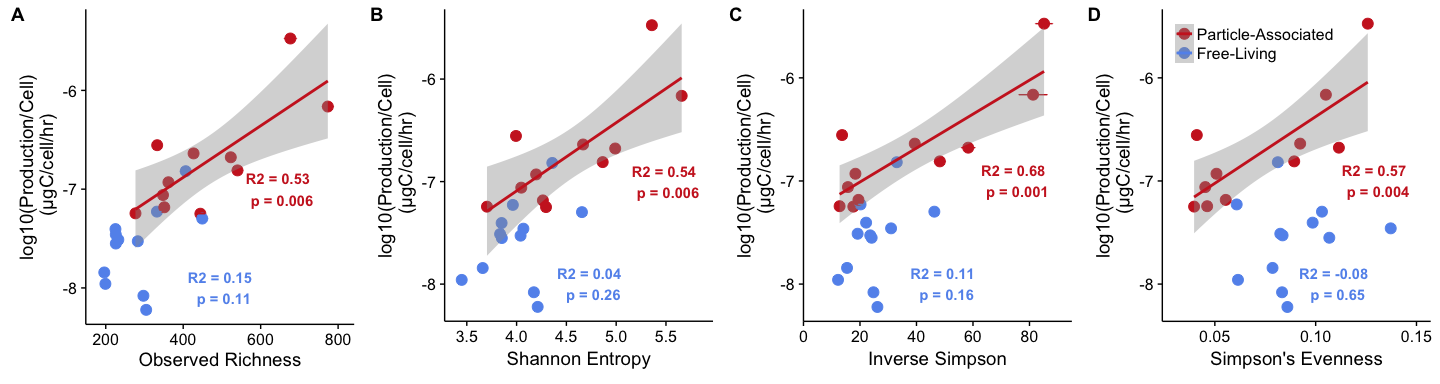 A
log10(Production/Cell)
(μgC/cell/hr)
-6
-7
-8
R2 = 0.53
p = 0.006
R2 = 0.15
p = 0.11
200 400 600 800
Observed Richness
B
log10(Production/Cell)
(μgC/cell/hr)
-6
-7
-8
R2 = 0.54
p = 0.006
R2 = 0.04
p = 0.26
3.5 4.0 4.5 5.0 5.5
Shannon Entropy
C
log10(Production/Cell)
(μgC/cell/hr)
-6
-7
-8
R2 = 0.68
p = 0.001
R2 = 0.11
p = 0.16
0 20 40 60 80
Inverse Simpson
D
Particle-Associated
Free-Living
log10(Production/Cell)
(μgC/cell/hr)
-6
-7
-8
R2 = 0.57
p = 0.004
R2 = -0.08
p = 0.65
0.05 0.10 0.15
Simpson's Evenness